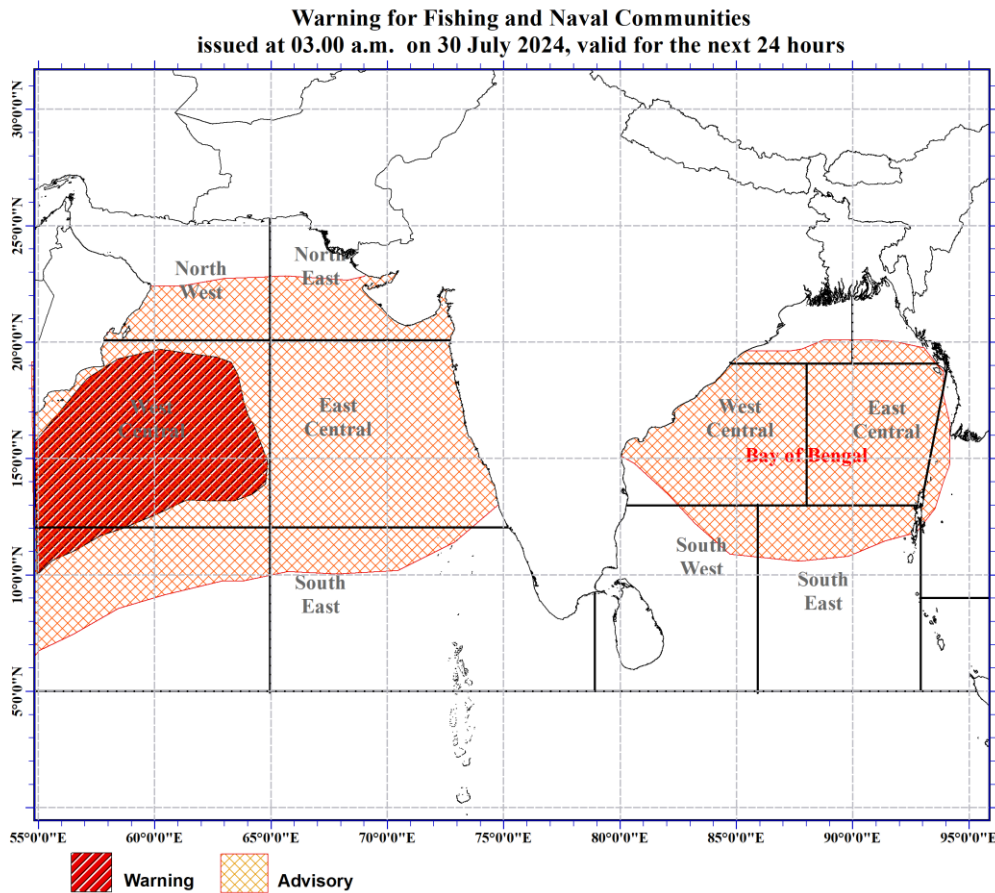 Warning for Fishing and Naval Communities
issued at 03.00 a.m. on 30 July 2024, valid for the next 24 hours
30°0'0"N
25°0'0"N
20°0'0"N
15°0'0"N
10°0'0"N
5°0'0"N
North
West
North
East
West
Central
East
Central
South
East
West
Central
East
Central
Bay of Bengal
South
West
South
East
55°0'0"E
60°0'0"E
65°0'0"E
70°0'0"E
75°0'0"E
80°0'0"E
85°0'0"E
90°0'0"E
95°0'0"E
Warning
Advisory